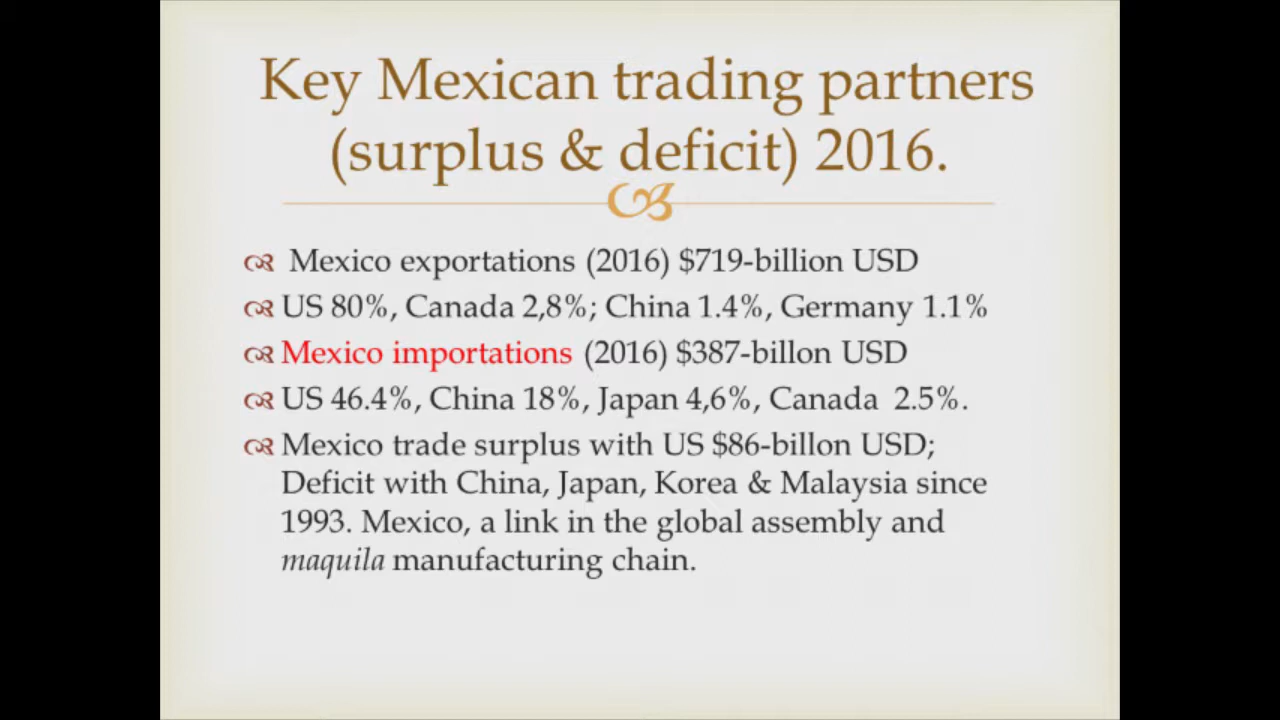 Key Mexican trading partners
(surplus & deficit) 2016.
Mexico exportations (2016) $719-billion USD
US 80%, Canada 2,8%; China 1.4%, Germany 1.1%
Mexico importations (2016) $387-billon USD
US 46.4%, China 18%, Japan 4,6%, Canada 2.5%.
Mexico trade surplus with US $86-billon USD;
Deficit with China, Japan, Korea & Malaysia since
1993. Mexico, a link in the global assembly and
maquila manufacturing chain.